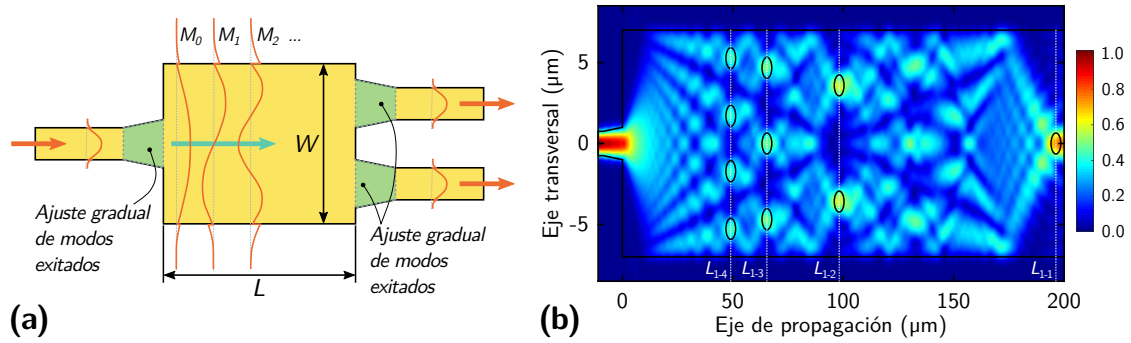 (a)
M0 M1 M2 ...
W
L
Ajuste gradual
de modos
exitados
Ajuste gradual
de modos
exitados
(b)
Eje transversal (μm)
5
0
-5
L1-4
L1-3
L1-2
L1-1
0
50
100
150
200
Eje de propagación (μm)
1.0
0.8
0.6
0.4
0.2
0.0